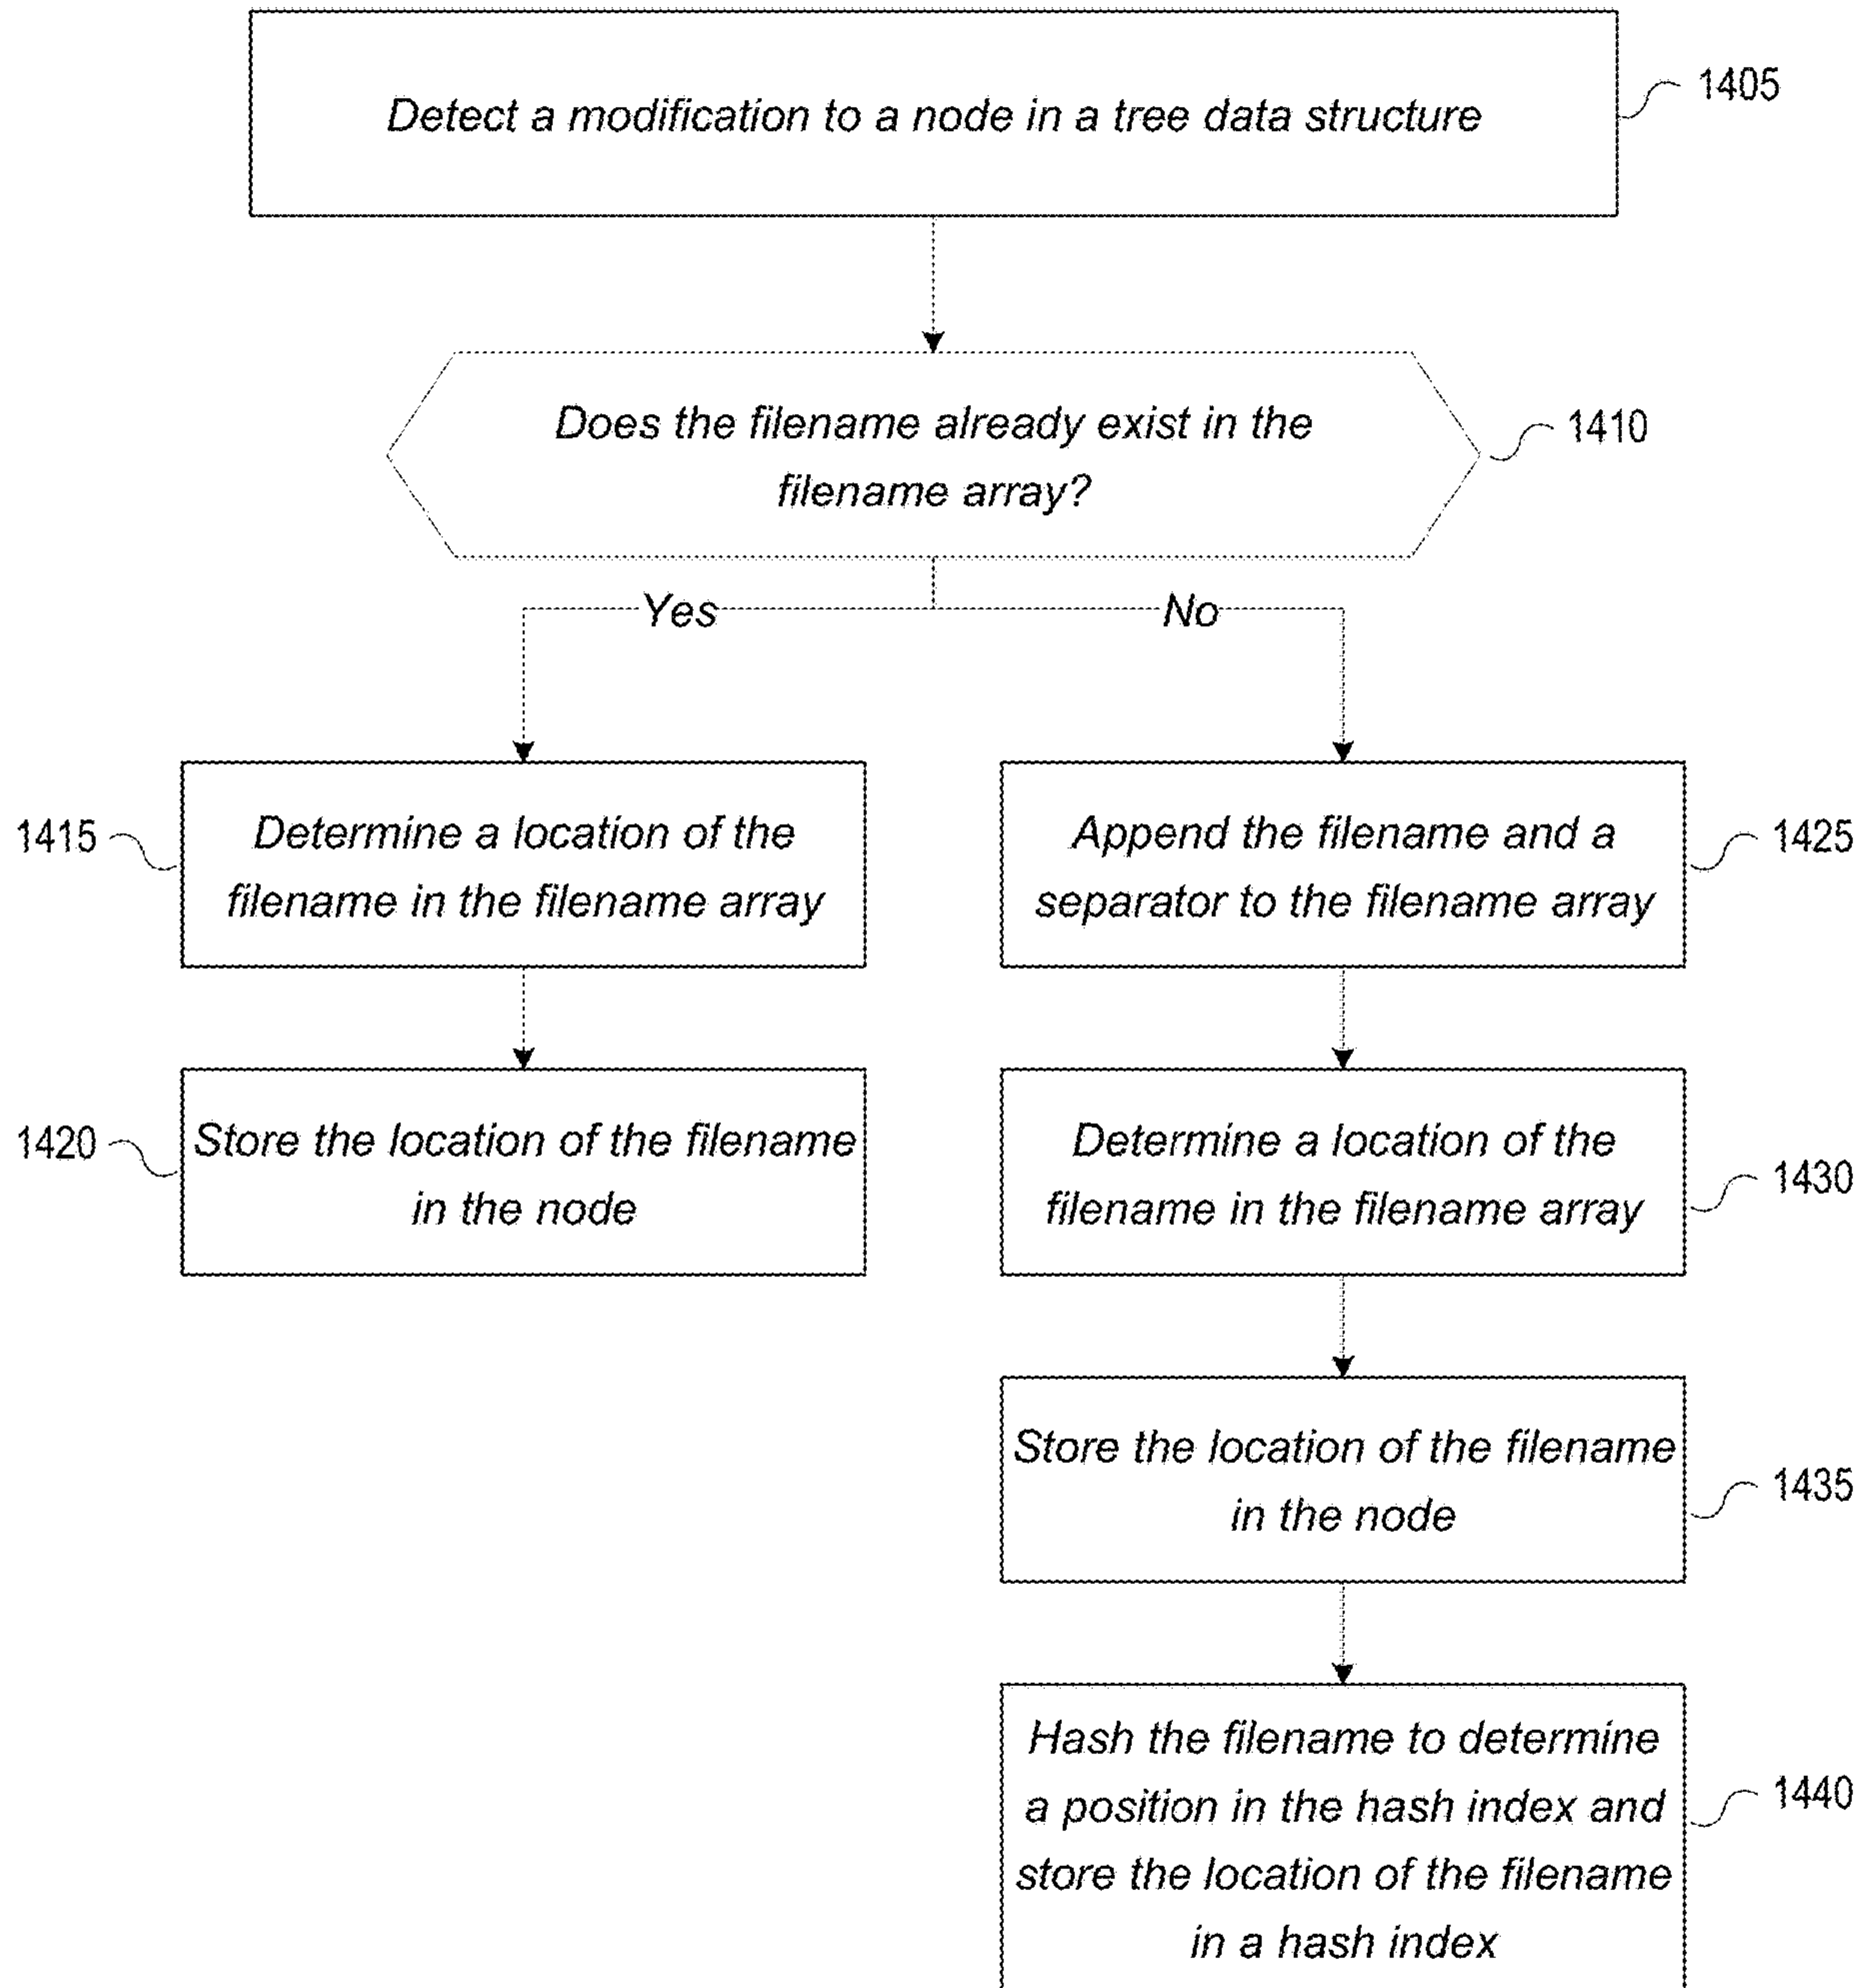 Detect a modification to a node in a tree data structure
1405
Does the filename already exist in the
filename array?
1410
Yes
No
1415
Determine a location of the
filename in the filename array
Append the filename and a
separator to the filename array
1425
1420
Store the location of the filename
in the node
Determine a location of the
filename in the filename array
1430
Store the location of the filename
in the node
1435
Hash the filename to determine
a position in the hash index and
store the location of the filename
in a hash index
1440